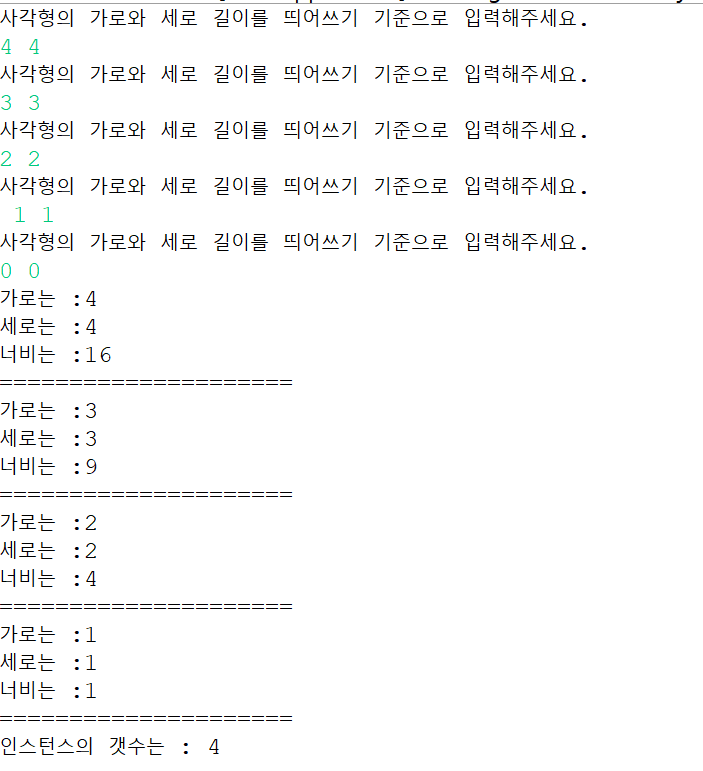 사각형의 가로와 세로 길이를 띄어쓰기 기준으로 입력해주세요.
4 4
사각형의 가로와 세로 길이를 띄어쓰기 기준으로 입력해주세요.
3 3
사각형의 가로와 세로 길이를 띄어쓰기 기준으로 입력해주세요.
2 2
사각형의 가로와 세로 길이를 띄어쓰기 기준으로 입력해주세요.
 1 1
사각형의 가로와 세로 길이를 띄어쓰기 기준으로 입력해주세요.
0 0
가로는 :4
세로는 :4
너비는 :16
=====================
가로는 :3
세로는 :3
너비는 :9
=====================
가로는 :2
세로는 :2
너비는 :4
=====================
가로는 :1
세로는 :1
너비는 :1
=====================
인스턴스의 갯수는 : 4